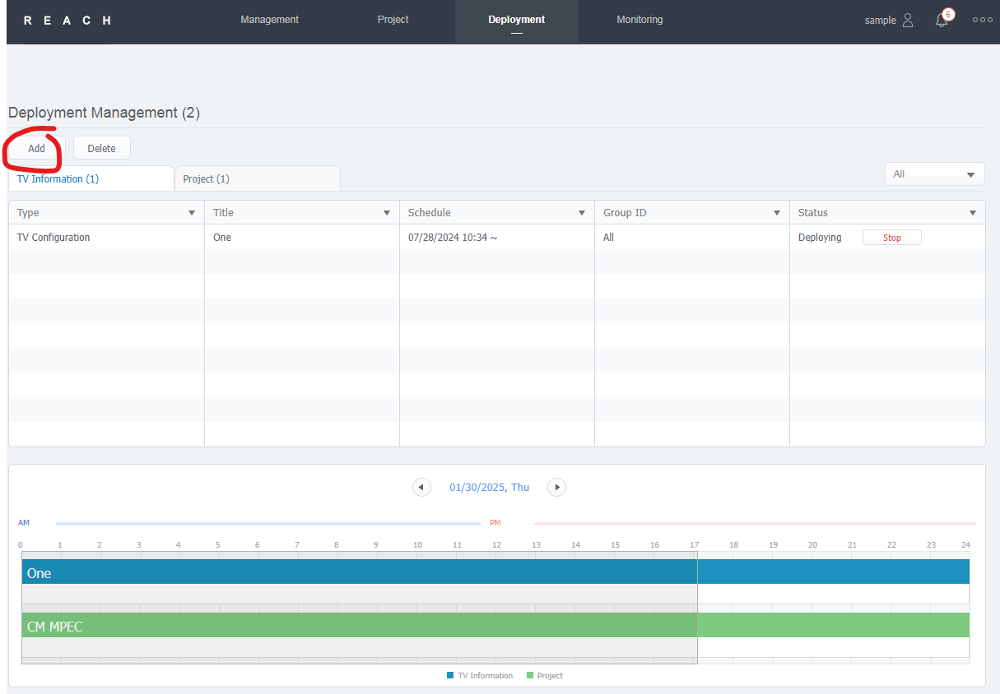 R E A C H Management Project Deployment Monitoring sample 6
Deployment Management (2)
Add Delete
TV Information (1) Project (1) All
Type Title Schedule Group ID Status
TV Configuration One 07/28/2024 10:34 ~ All Deploying Stop
01/30/2025, Thu
AM PM
0 1 2 3 4 5 6 7 8 9 10 11 12 13 14 15 16 17 18 19 20 21 22 23 24
One
CM MPEC
TV Information Project